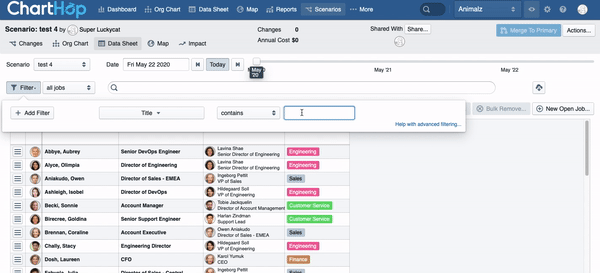 ChartHop Dashboard Org Chart Data Sheet Map Reports Scenarios More Animalz
Scenario: test 4 by Super Luckycat Changes 0 Shared With Share... Merge To Primary Actions...
Annual Cost $0
Changes Org Chart Data Sheet Map Impact
Scenario test 4 Date Fri May 22 2020 Today May '20 May '21 May '22
Filter all jobs
+ Add Filter Title contains
Help with advanced filtering...
Bulk Remove... New Open Job...
Abbye, Aubrey Senior DevOps Engineer Lavina Shae Senior Director of Engineering Engineering
Alyce, Olimpia Director of Engineering Lavina Shae Senior Director of Engineering Engineering
Aniakudo, Owen Director of Sales - EMEA Ingeborg Pettit VP of Sales Sales
Ashleigh, Isobel Director of DevOps Hildegard Soll VP of Engineering Engineering
Becki, Sonnie Account Manager Tobie Jacquelin Director of Account Management Customer Service
Birecree, Goldina Senior Support Engineer Harlan Zindman Support Lead Customer Service
Brennan, Coraline Account Executive Owen Aniakudo Director of Sales - EMEA Sales
Chally, Stacy Engineering Director Hildegard Soll VP of Engineering Engineering
Dosh, Laureen CFO Karol Yumuk CEO Finance
Ingeborg Pettit